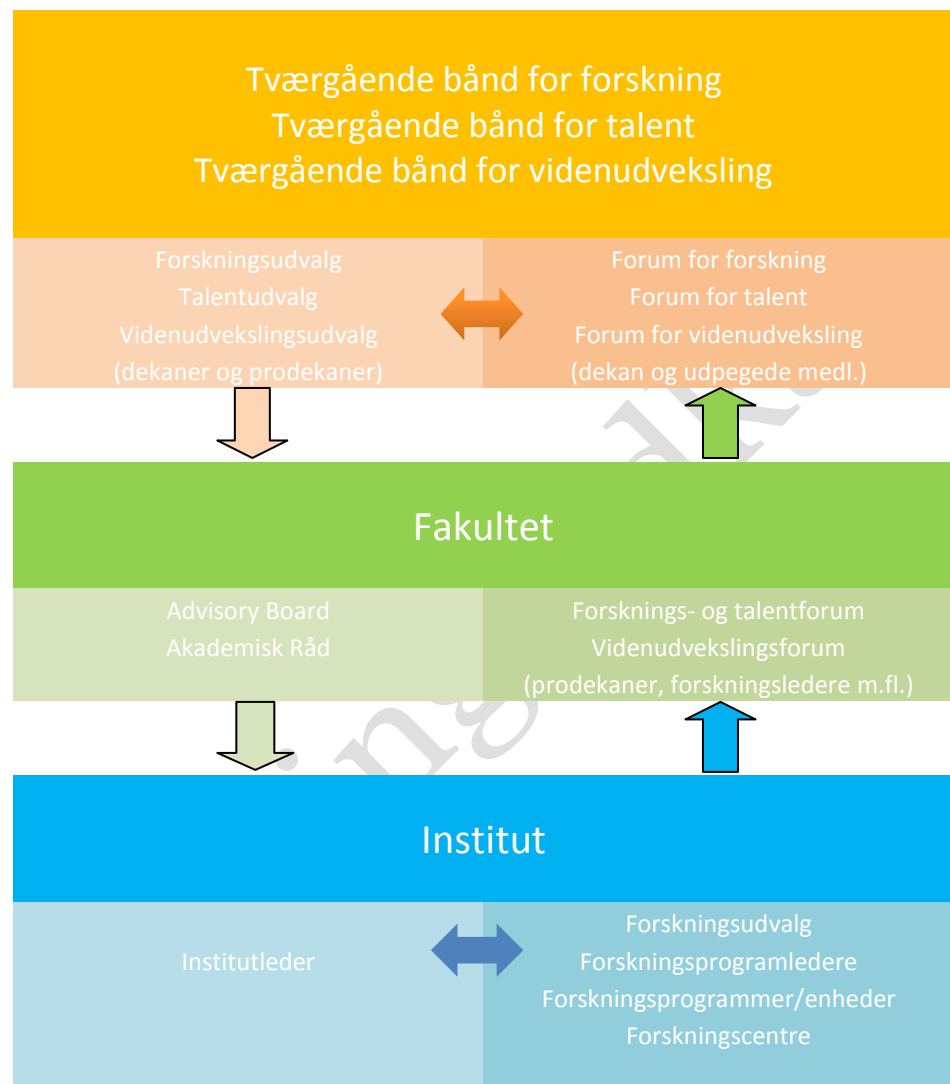 Tværgående bånd for forskning
Tværgående bånd for talent
Tværgående bånd for videnudveksling
Forskningsudvalg
Talentudvalg
Videnudvekslingsudvalg
(dekaner og prodekaner)
Forum for forskning
Forum for talent
Forum for videnudveksling
(dekan og udpegede medl.)
Fakultet
Advisory Board
Akademisk Råd
Forsknings- og talentforum
Videnudvekslingsforum
(prodekaner, forskningsledere m.fl.)
Institut
Institutleder
Forskningsudvalg
Forskningsprogramledere
Forskningsprogrammer/enheder
Forskningscentre